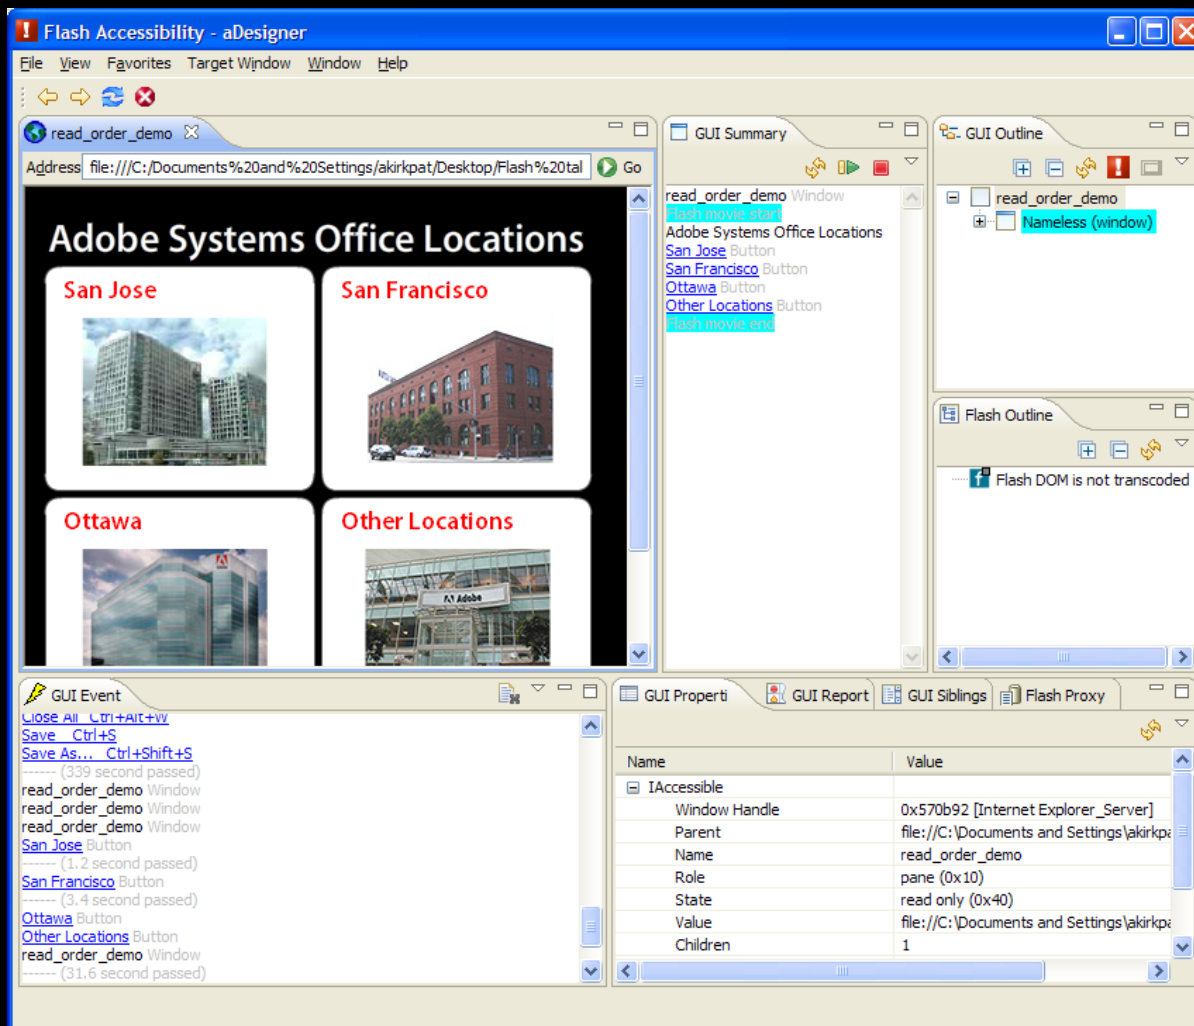 Flash Accessibility - aDesigner
File View Favorites Target Window Window Help
read_order_demo
Address file:///C:/Documents%20and%20Settings/akirkpat/Desktop/Flash%20tal Go
Adobe Systems Office Locations
San Jose
San Francisco
Ottawa
Other Locations
Adobe
GUI Summary
read_order_demo Window
Flash movie start
Adobe Systems Office Locations
San Jose Button
San Francisco Button
Ottawa Button
Other Locations Button
Flash movie end
GUI Outline
read_order_demo
Nameless (window)
Flash Outline
Flash DOM is not transcoded
GUI Event
Close All Ctrl+Alt+W
Save Ctrl+S
Save As... Ctrl+Shift+S
------ (339 second passed)
read_order_demo Window
read_order_demo Window
read_order_demo Window
San Jose Button
------ (1.2 second passed)
San Francisco Button
------ (3.4 second passed)
Ottawa Button
Other Locations Button
read_order_demo Window
------ (31.6 second passed)
GUI Properti GUI Report GUI Siblings Flash Proxy
Name Value
IAccessible
Window Handle 0x570b92 [Internet Explorer_Server]
Parent file://C:\Documents and Settings\akirkpa
Name read_order_demo
Role pane (0x10)
State read only (0x40)
Value file://C:\Documents and Settings\akirkpa
Children 1